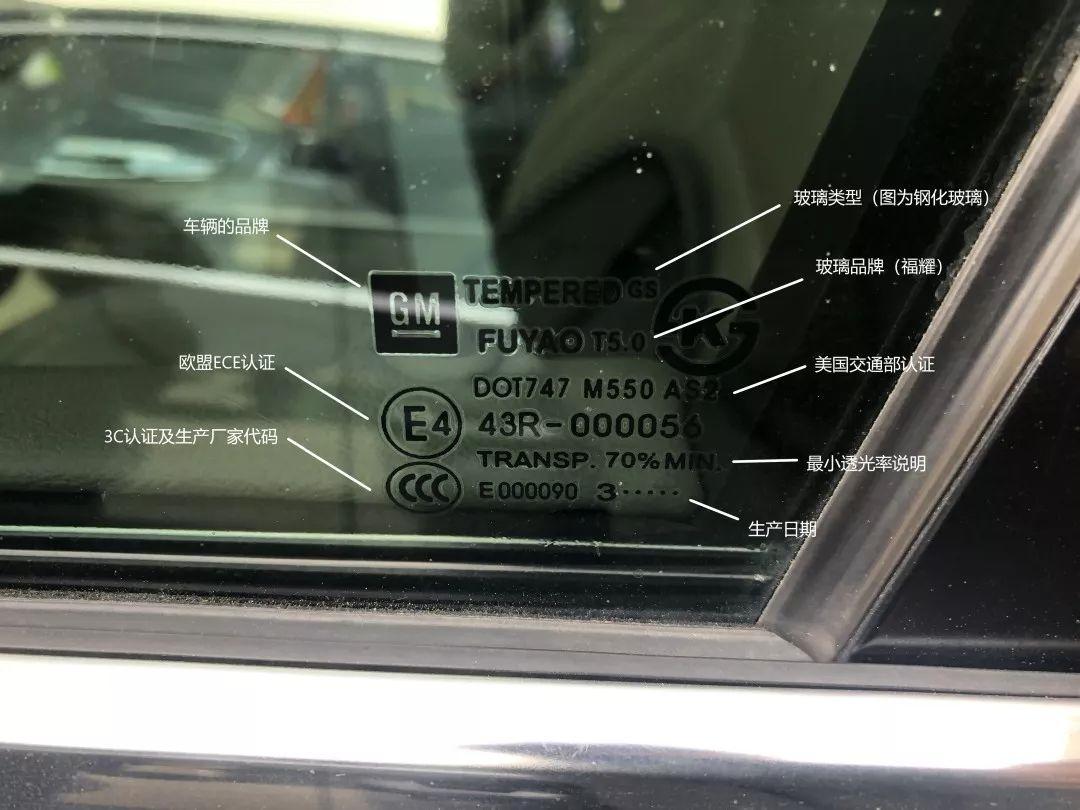 车辆的品牌
玻璃类型（图为钢化玻璃）
玻璃品牌（福耀）
GM
TEMPERED GS
FUYAO T5.0
KS
欧盟ECE认证
美国交通部认证
DOT747 M550 AS2
E4
43R-000056
3C认证及生产厂家代码
TRANSP. 70%MIN.
最小透光率说明
CCC
E000090 3·····
生产日期